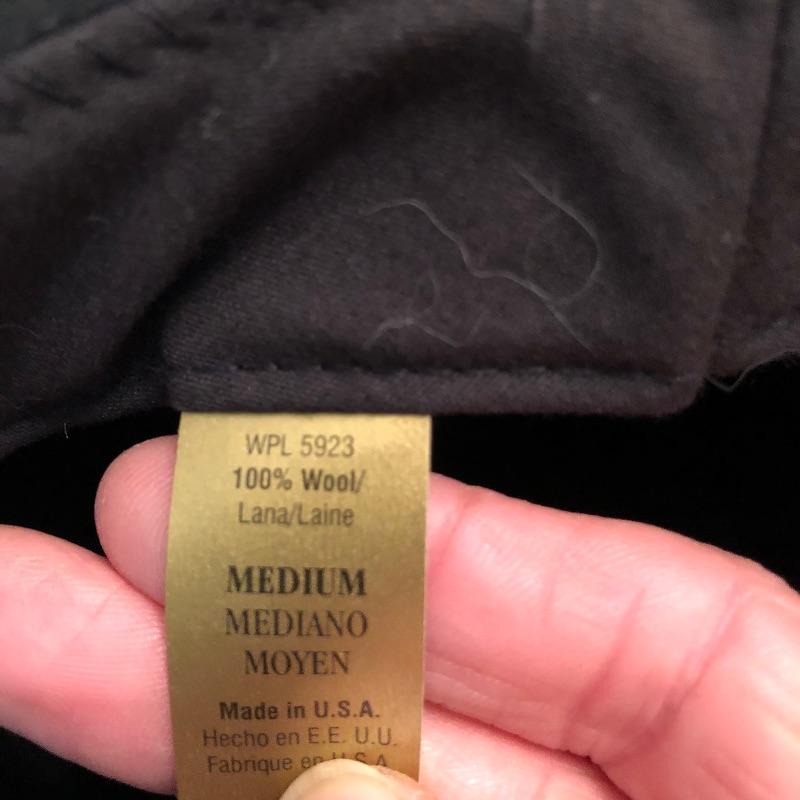 WPL 5923
100% Wool/
Lana/Laine
MEDIUM
MEDIANO
MOYEN
Made in U.S.A.
Hecho en E.E. U.U.
Fabrique en U.S.A.